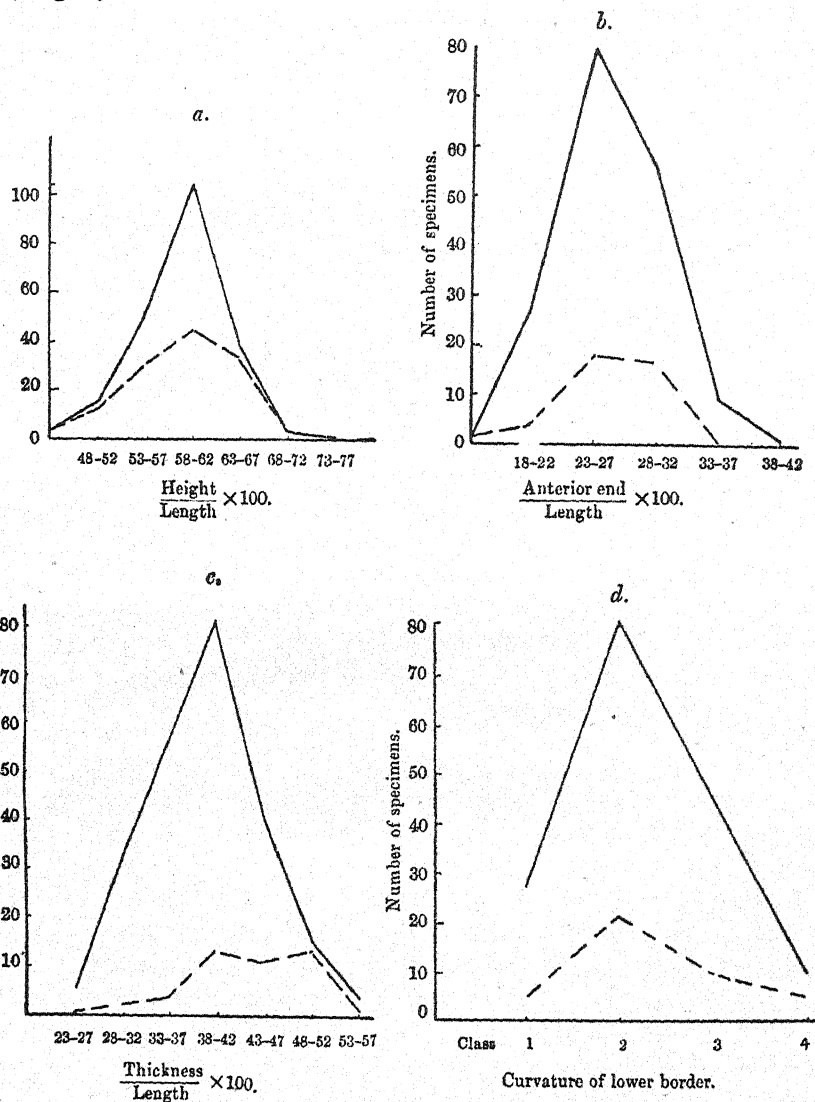 a.
100
80
60
40
20
0
48-52 53-57 58-62 63-67 68-72 73-77
Height
Length ×100.
b.
Number of specimens.
80
70
60
50
40
30
20
10
0
18-22 23-27 28-32 33-37 38-42
Anterior end
Length ×100.
c.
80
70
60
50
40
30
20
10
23-27 28-32 33-37 38-42 43-47 48-52 53-57
Thickness
Length ×100.
d.
Number of specimens.
80
70
60
50
40
30
20
10
0
Class 1 2 3 4
Curvature of lower border.